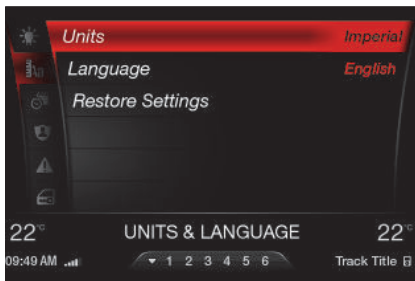 Units Imperial
Language English
Restore Settings
22°C UNITS & LANGUAGE 22°C
09:49 AM 1 2 3 4 5 6 Track Title